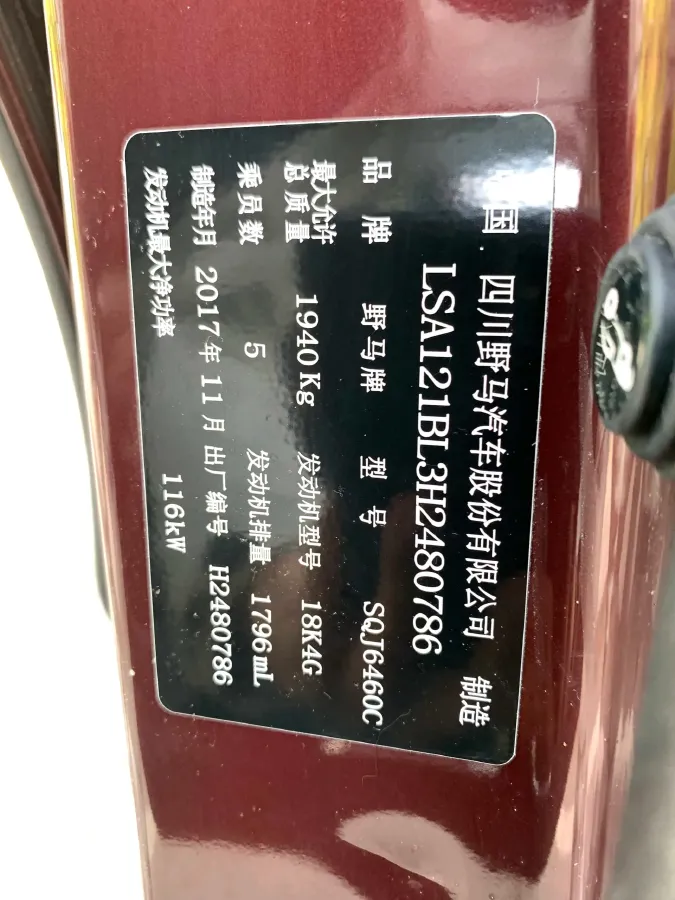 中国 四川野马汽车股份有限公司 制造
LSA121BL3H2480786
品牌 野马牌 型号 SQJ6460C
最大允许总质量 1940Kg 发动机型号 18K4G
乘员数 5 发动机排量 1796mL
制造年月 2017年11月 出厂编号 H2480786
发动机最大净功率 116kW